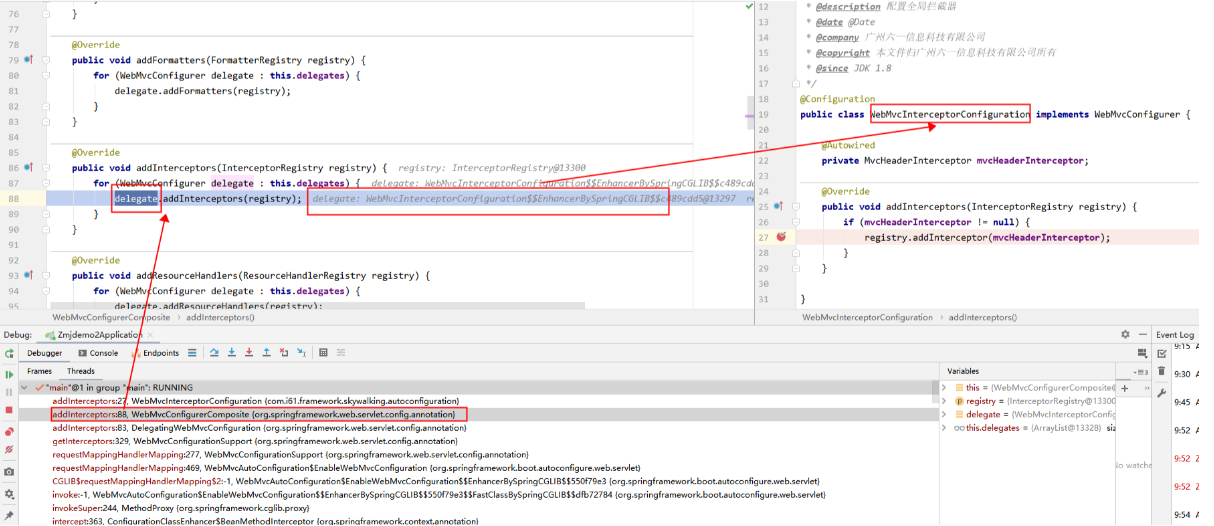 76 }
77
78
@Override
79 public void addFormatters(FormatterRegistry registry) {
80 for (WebMvcConfigurer delegate : this.delegates) {
81 delegate.addFormatters(registry);
82 }
83 }
84
85 @Override
86 public void addInterceptors(InterceptorRegistry registry) { registry: InterceptorRegistry@13300
87 for (WebMvcConfigurer delegate : this.delegates) { delegate: WebMvcInterceptorConfiguration$$EnhancerBySpringCGLIB$$c489cdd
88 delegate.addInterceptors(registry); delegate: WebMvcInterceptorConfiguration$$EnhancerBySpringCGLIB$$c489cdd5@13297 re
89 }
90 }
91
92 @Override
93 public void addResourceHandlers(ResourceHandlerRegistry registry) {
94 for (WebMvcConfigurer delegate : this.delegates) {
95 delegate.addResourceHandlers(registry);
WebMvcConfigurerComposite › addInterceptors()
12 * @description 配置全局拦截器
13 * @date @Date
14 * @company 广州六一信息科技有限公司
15 * @copyright 本文件归广州六一信息科技有限公司所有
16 * @since JDK 1.8
17 */
18 @Configuration
19 public class WebMvcInterceptorConfiguration implements WebMvcConfigurer {
20
21 @Autowired
22 private MvcHeaderInterceptor mvcHeaderInterceptor;
23
24 @Override
25 public void addInterceptors(InterceptorRegistry registry) {
26 if (mvcHeaderInterceptor != null) {
27 registry.addInterceptor(mvcHeaderInterceptor);
28 }
29 }
30
31 }
WebMvcInterceptorConfiguration › addInterceptors()
Debug: Zmjdemo2Application ×
Debugger Console Endpoints
Frames Threads
"main"@1 in group "main": RUNNING
addInterceptors:27, WebMvcInterceptorConfiguration (com.i61.framework.skywalking.autoconfiguration)
addInterceptors:88, WebMvcConfigurerComposite (org.springframework.web.servlet.config.annotation)
addInterceptors:83, DelegatingWebMvcConfiguration (org.springframework.web.servlet.config.annotation)
getInterceptors:329, WebMvcConfigurationSupport (org.springframework.web.servlet.config.annotation)
requestMappingHandlerMapping:277, WebMvcConfigurationSupport (org.springframework.web.servlet.config.annotation)
requestMappingHandlerMapping:469, WebMvcAutoConfiguration$EnableWebMvcConfiguration (org.springframework.boot.autoconfigure.web.servlet)
CGLIB$requestMappingHandlerMapping$2:-1, WebMvcAutoConfiguration$EnableWebMvcConfiguration$$EnhancerBySpringCGLIB$$550f79e3 (org.springframework.boot.autoconfigure.web.servlet)
invoke:-1, WebMvcAutoConfiguration$EnableWebMvcConfiguration$$EnhancerBySpringCGLIB$$550f79e3$$FastClassBySpringCGLIB$$dfb72784 (org.springframework.boot.autoconfigure.web.servlet)
invokeSuper:244, MethodProxy (org.springframework.cglib.proxy)
intercept:363, ConfigurationClassEnhancer$BeanMethodInterceptor (org.springframework.context.annotation)
Variables
this = {WebMvcConfigurerComposite@
registry = {InterceptorRegistry@13300
delegate = {WebMvcInterceptorConfigu
this.delegates = {ArrayList@13328} siz
No watche
Event Log
9:15 A
9:30 A
9:45 A
9:52 A
9:52 Z
9:52 Z
9:54 A